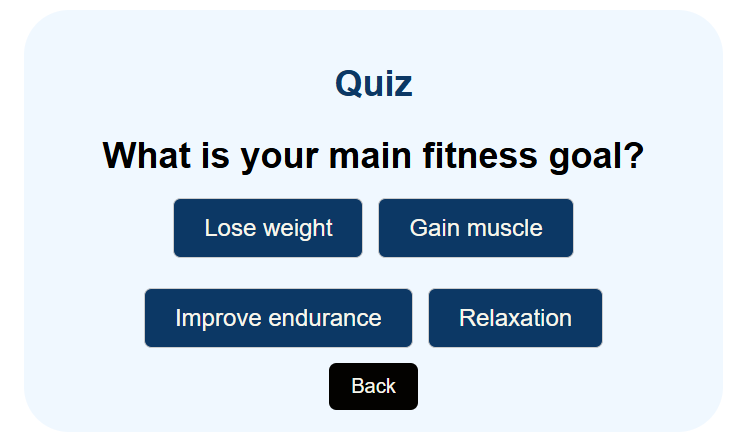 Quiz
What is your main fitness goal?
Lose weight Gain muscle
Improve endurance Relaxation
Back